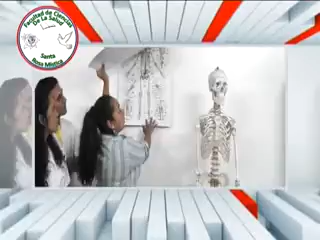 Facultad de Ciencias
De La Salud
Santa
Rosa Mística